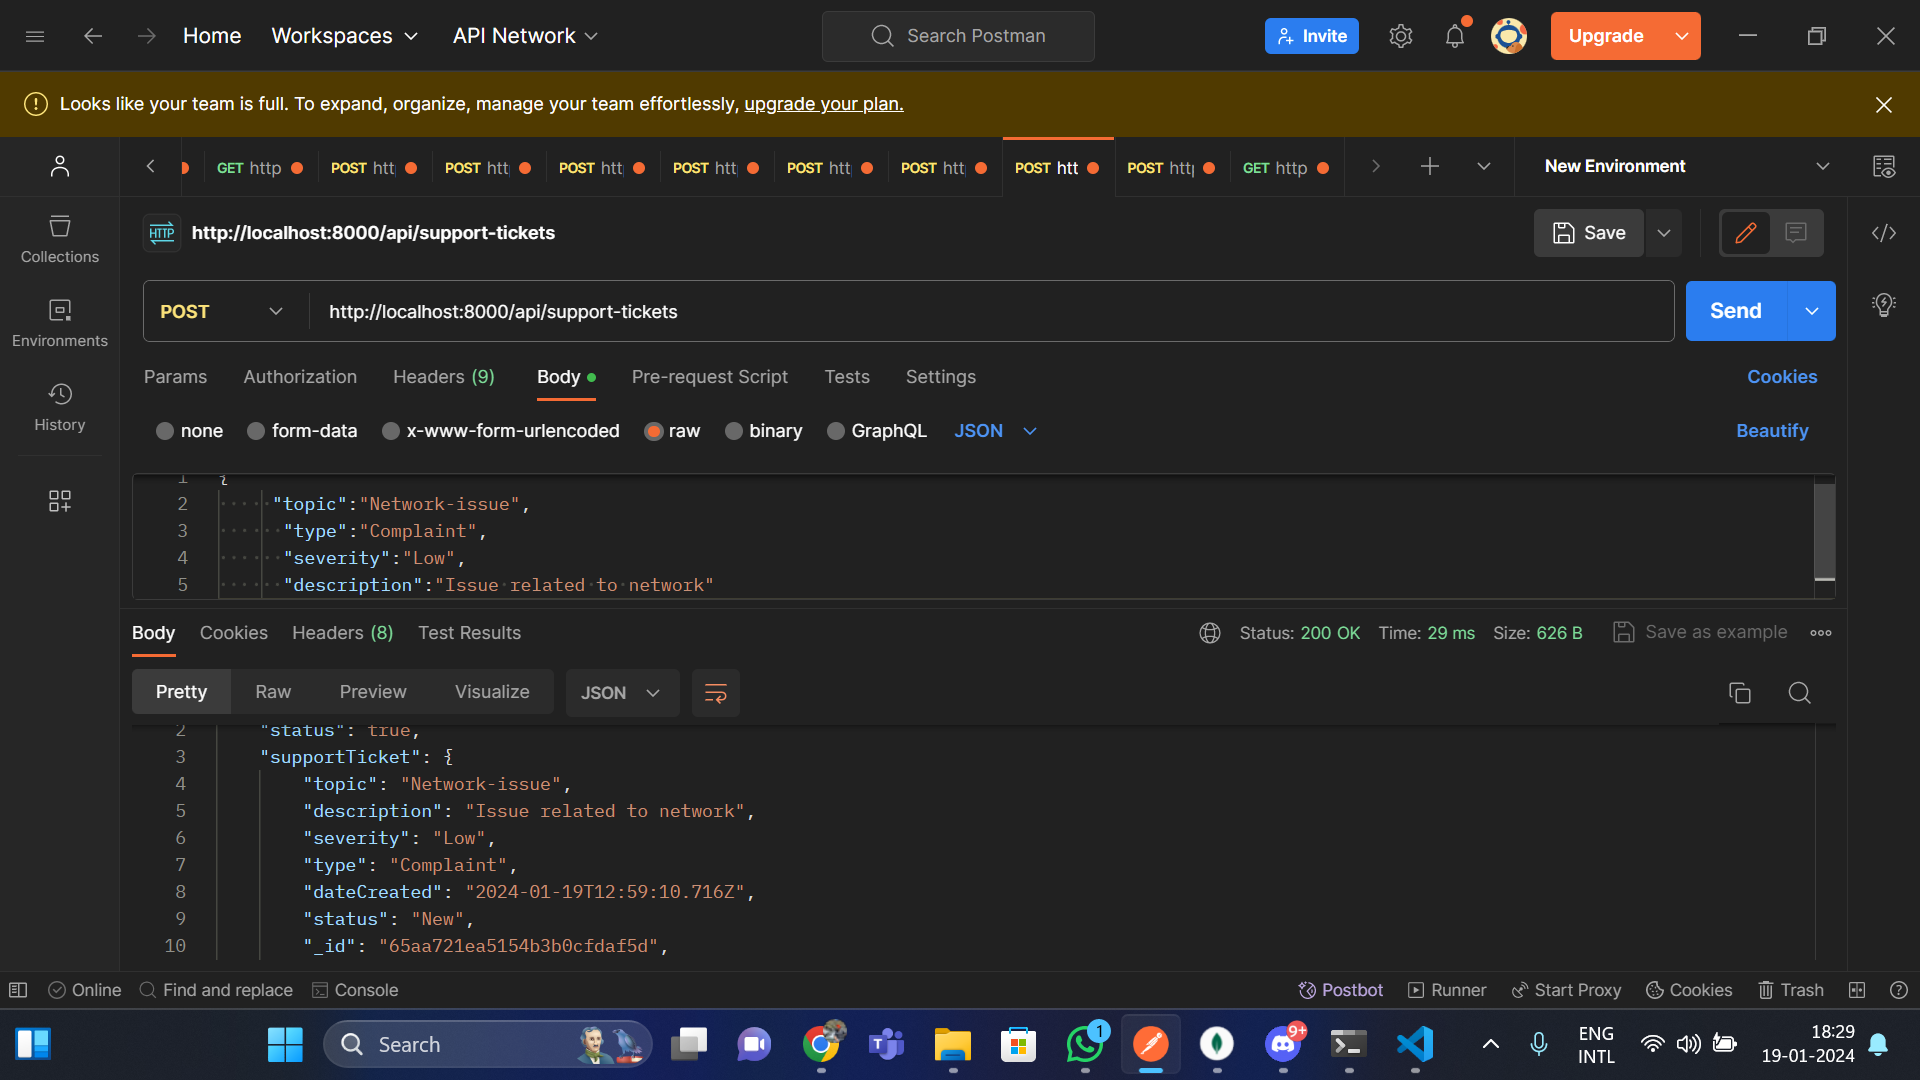 Home Workspaces API Network Search Postman Invite Upgrade
Looks like your team is full. To expand, organize, manage your team effortlessly, upgrade your plan.
GET http POST htt POST htt POST htt POST htt POST htt POST htt POST htt POST htt GET http New Environment
HTTP http://localhost:8000/api/support-tickets Save
Collections
Environments
History
POST http://localhost:8000/api/support-tickets Send
Params Authorization Headers (9) Body Pre-request Script Tests Settings Cookies
none form-data x-www-form-urlencoded raw binary GraphQL JSON Beautify
1 {
2 "topic":"Network-issue",
3 "type":"Complaint",
4 "severity":"Low",
5 "description":"Issue related to network"
Body Cookies Headers (8) Test Results Status: 200 OK Time: 29 ms Size: 626 B Save as example
Pretty Raw Preview Visualize JSON
2 "status": true,
3 "supportTicket": {
4 "topic": "Network-issue",
5 "description": "Issue related to network",
6 "severity": "Low",
7 "type": "Complaint",
8 "dateCreated": "2024-01-19T12:59:10.716Z",
9 "status": "New",
10 "_id": "65aa721ea5154b3b0cfdaf5d",
Online Find and replace Console Postbot Runner Start Proxy Cookies Trash
Search 1 9+ ENG 18:29
INTL 19-01-2024